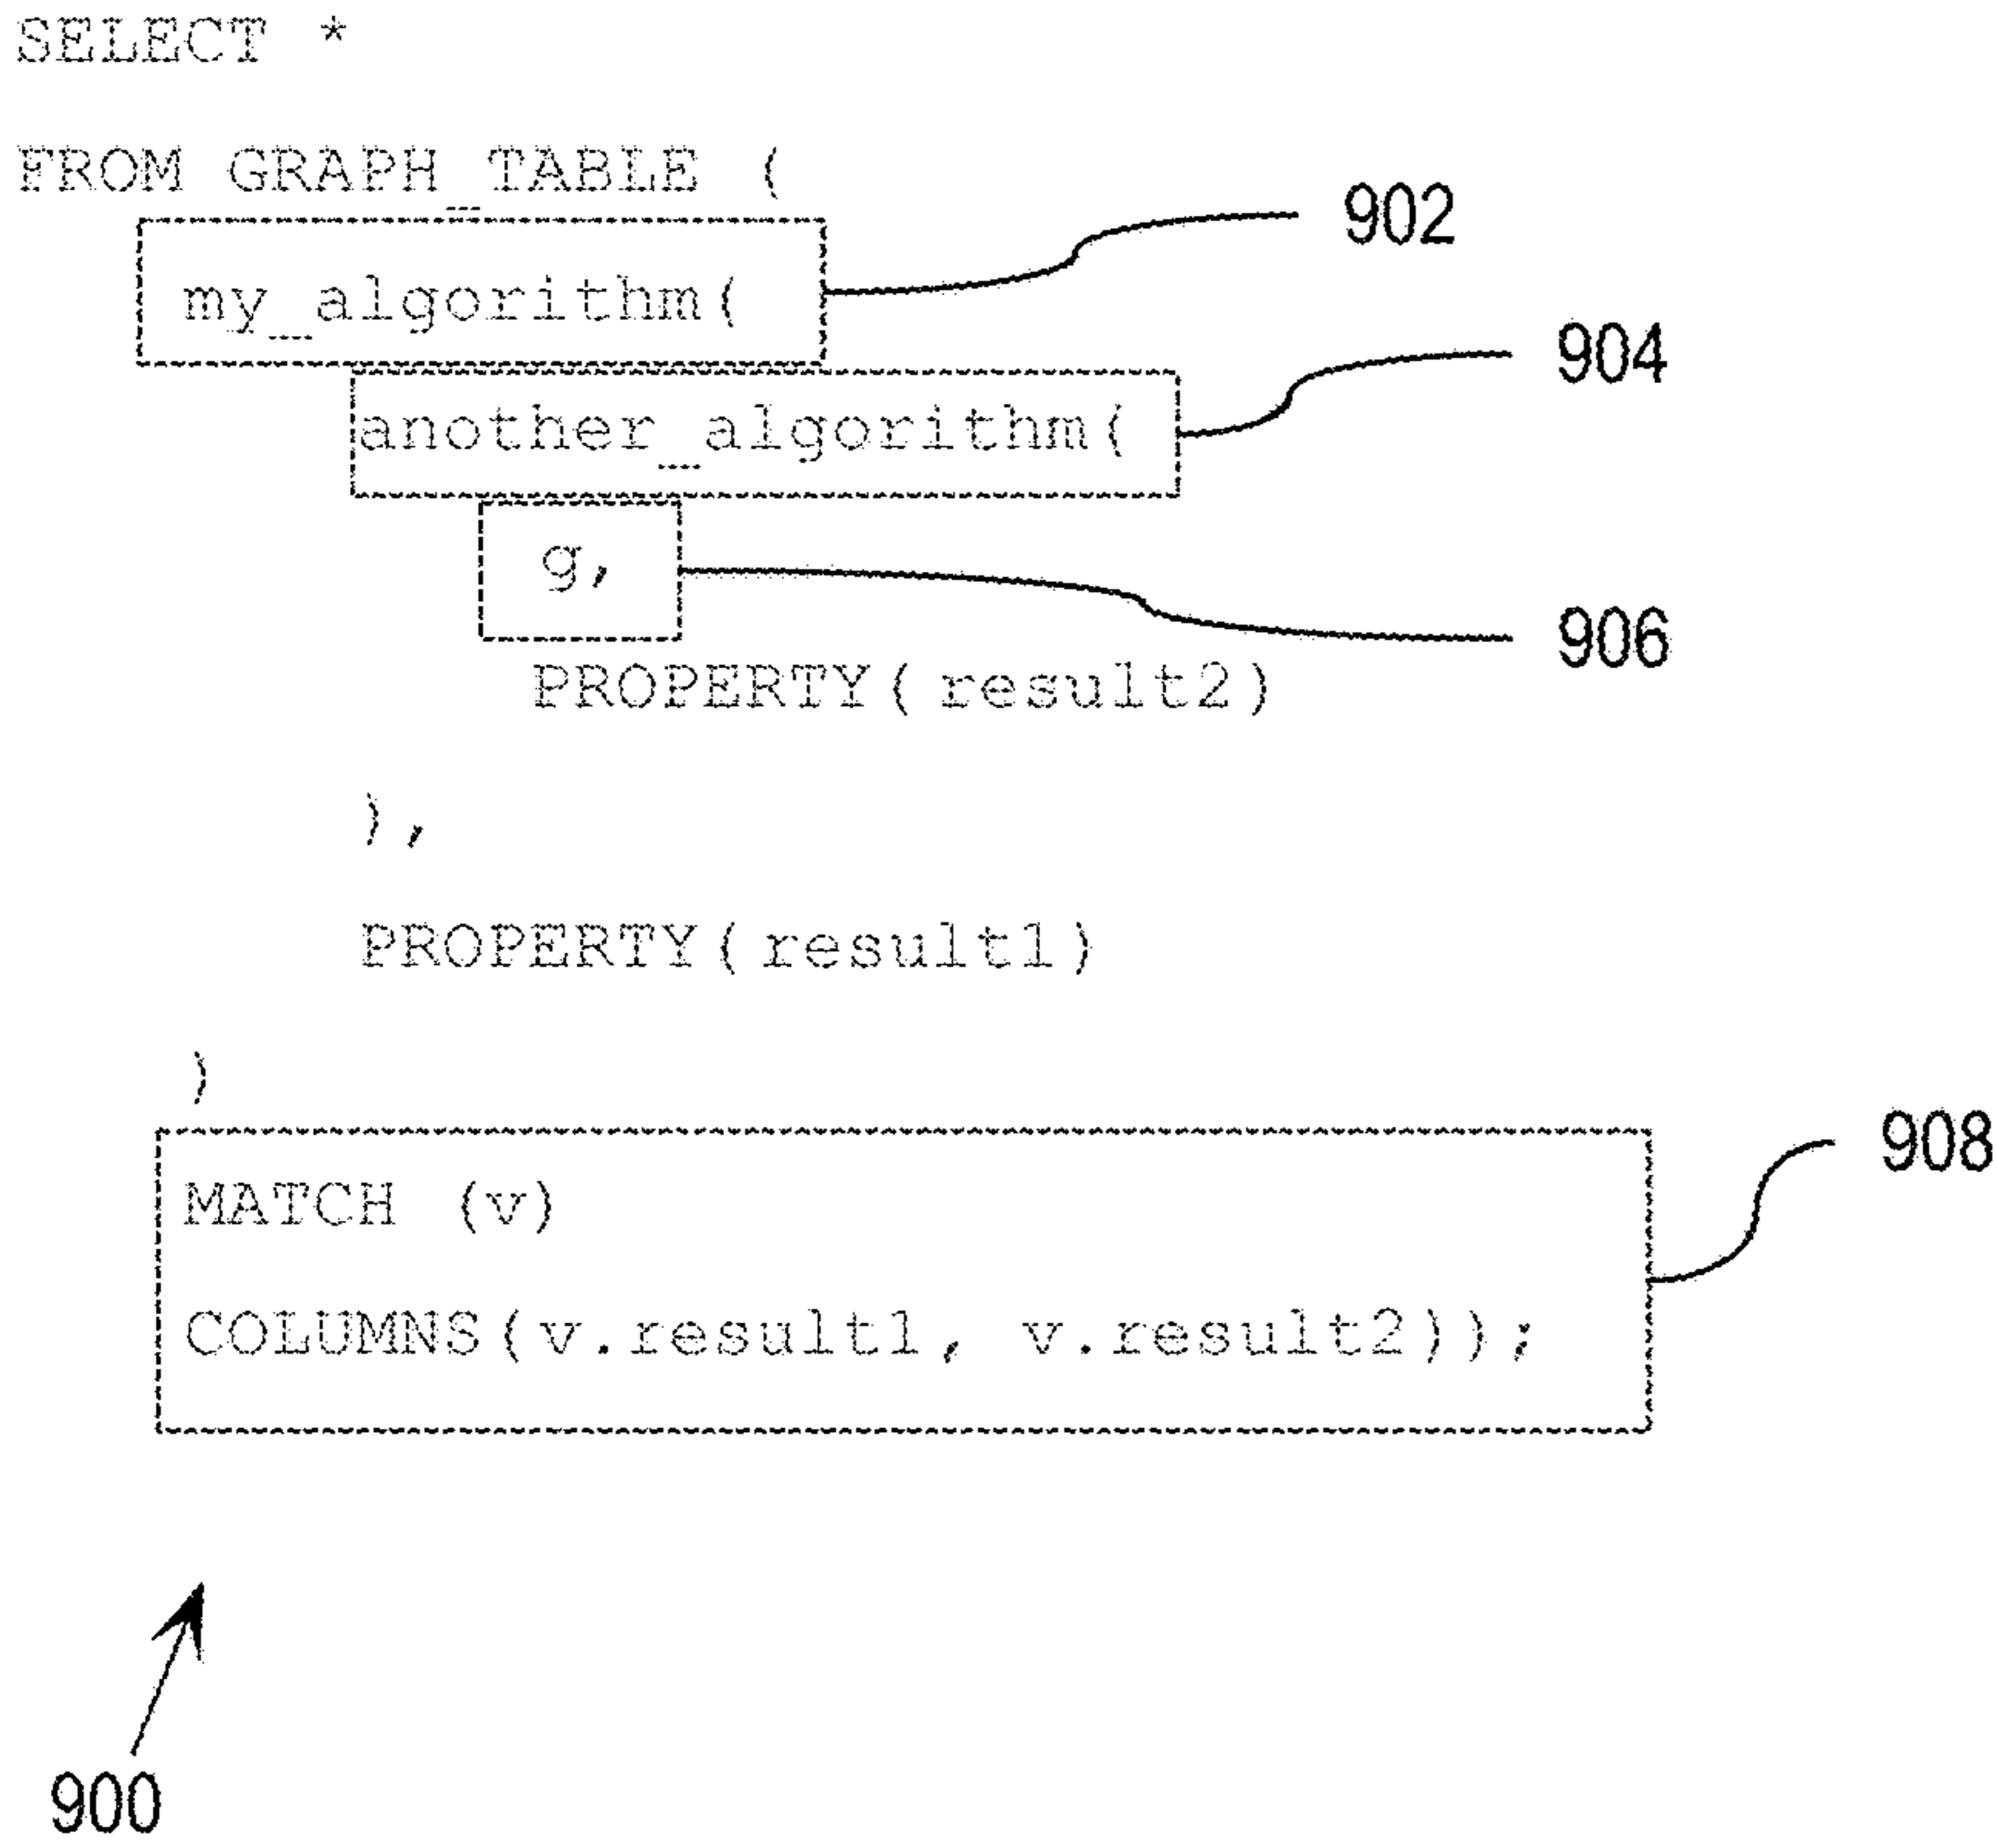 SELECT *
FROM GRAPH_TABLE (
902
my_algorithm(
904
another_algorithm(
g,
906
PROPERTY(result2)
),
PROPERTY(result1)
)
908
MATCH (v)
COLUMNS(v.result1, v.result2));
900